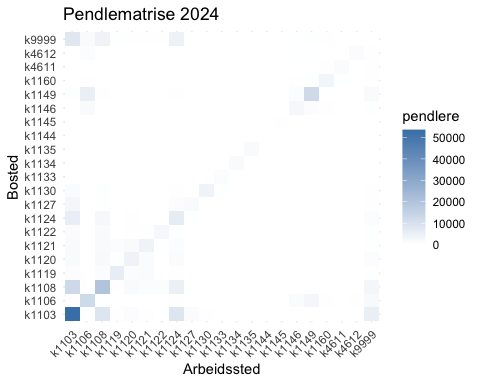 Pendlematrise 2024
k9999
k4612
k4611
k1160
k1149
k1146
k1145
k1144
k1135
k1134
k1133
k1130
k1127
k1124
k1122
k1121
k1120
k1119
k1108
k1106
k1103
Bosted
k1103
k1106
k1108
k1119
k1120
k1121
k1122
k1124
k1127
k1130
k1133
k1134
k1135
k1144
k1145
k1146
k1149
k1160
k4611
k4612
k9999
Arbeidssted
pendlere
50000
40000
30000
20000
10000
0